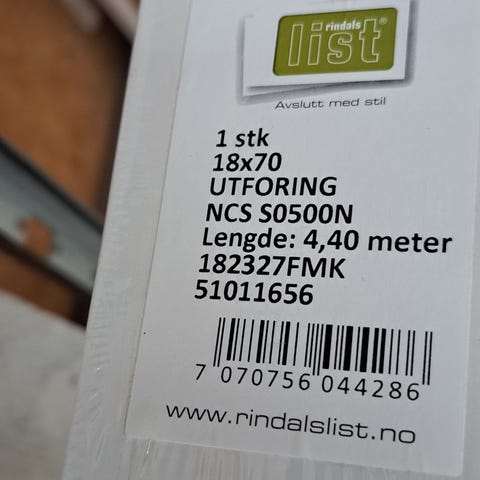 rindals
list®
Avslutt med stil
1 stk
18x70
UTFORING
NCS S0500N
Lengde: 4,40 meter
182327FMK
51011656
7 070756 044286
www.rindalslist.no